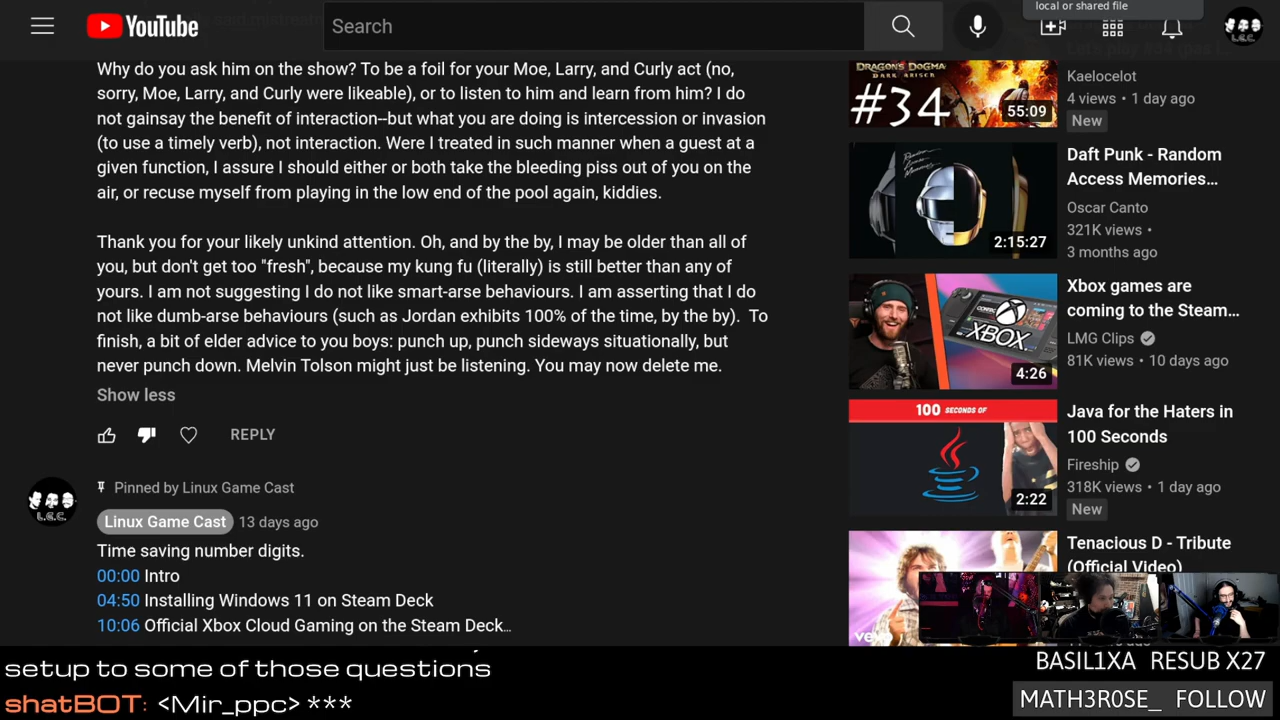 local or shared file
YouTube
Search
Why do you ask him on the show? To be a foil for your Moe, Larry, and Curly act (no,
sorry, Moe, Larry, and Curly were likeable), or to listen to him and learn from him? I do
not gainsay the benefit of interaction--but what you are doing is intercession or invasion
(to use a timely verb), not interaction. Were I treated in such manner when a guest at a
given function, I assure I should either or both take the bleeding piss out of you on the
air, or recuse myself from playing in the low end of the pool again, kiddies.
Thank you for your likely unkind attention. Oh, and by the by, I may be older than all of
you, but don't get too "fresh", because my kung fu (literally) is still better than any of
yours. I am not suggesting I do not like smart-arse behaviours. I am asserting that I do
not like dumb-arse behaviours (such as Jordan exhibits 100% of the time, by the by). To
finish, a bit of elder advice to you boys: punch up, punch sideways situationally, but
never punch down. Melvin Tolson might just be listening. You may now delete me.
Show less
REPLY
Pinned by Linux Game Cast
Linux Game Cast 13 days ago
Time saving number digits.
00:00 Intro
04:50 Installing Windows 11 on Steam Deck
10:06 Official Xbox Cloud Gaming on the Steam Deck...
L.G.C.
DRAGON'S DOGMA
DARK ARISEN
#34
55:09
Kaelocelot
4 views • 1 day ago
New
Random
Access
Memories
2:15:27
Daft Punk - Random
Access Memories...
Oscar Canto
321K views •
3 months ago
XBOX
4:26
Xbox games are
coming to the Steam...
LMG Clips
81K views • 10 days ago
100 SECONDS OF
2:22
Java for the Haters in
100 Seconds
Fireship
318K views • 1 day ago
New
vevo
Tenacious D - Tribute
(Official Video)
setup to some of those questions
shatBOT: <Mir_ppc> ***
BASIL1XA RESUB X27
MATH3R0SE_ FOLLOW